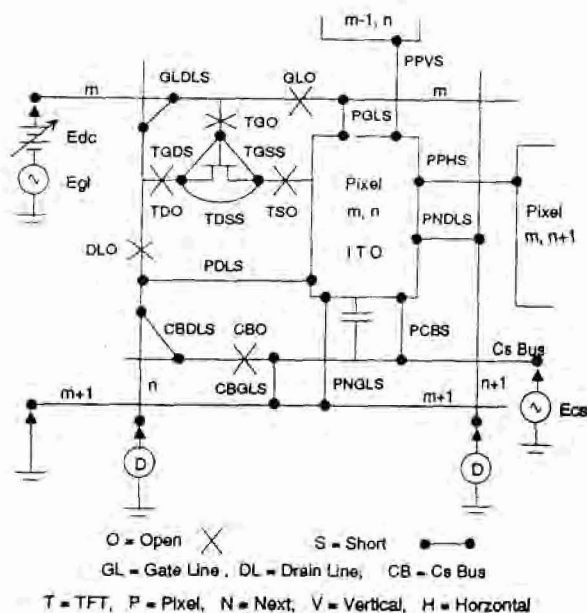 m-1, n
PPVS
GLDLS
GLO
m
m
TGO
PGLS
Edc
TGDS
TGSS
PPHS
Egl
Pixel
m, n
ITO
Pixel
m, n+1
TDO
TDSS
TSO
PNDLS
DLO
PDLS
CBDLS
CBO
PCBS
Cs Bus
n
CBGLS
PNGLS
n+1
m+1
m+1
Ecs
D
D
O = Open
S = Short
GL = Gate Line, DL = Drain Line, CB = Cs Bus
T = TFT, P = Pixel, N = Next, V = Vertical, H = Horzontal